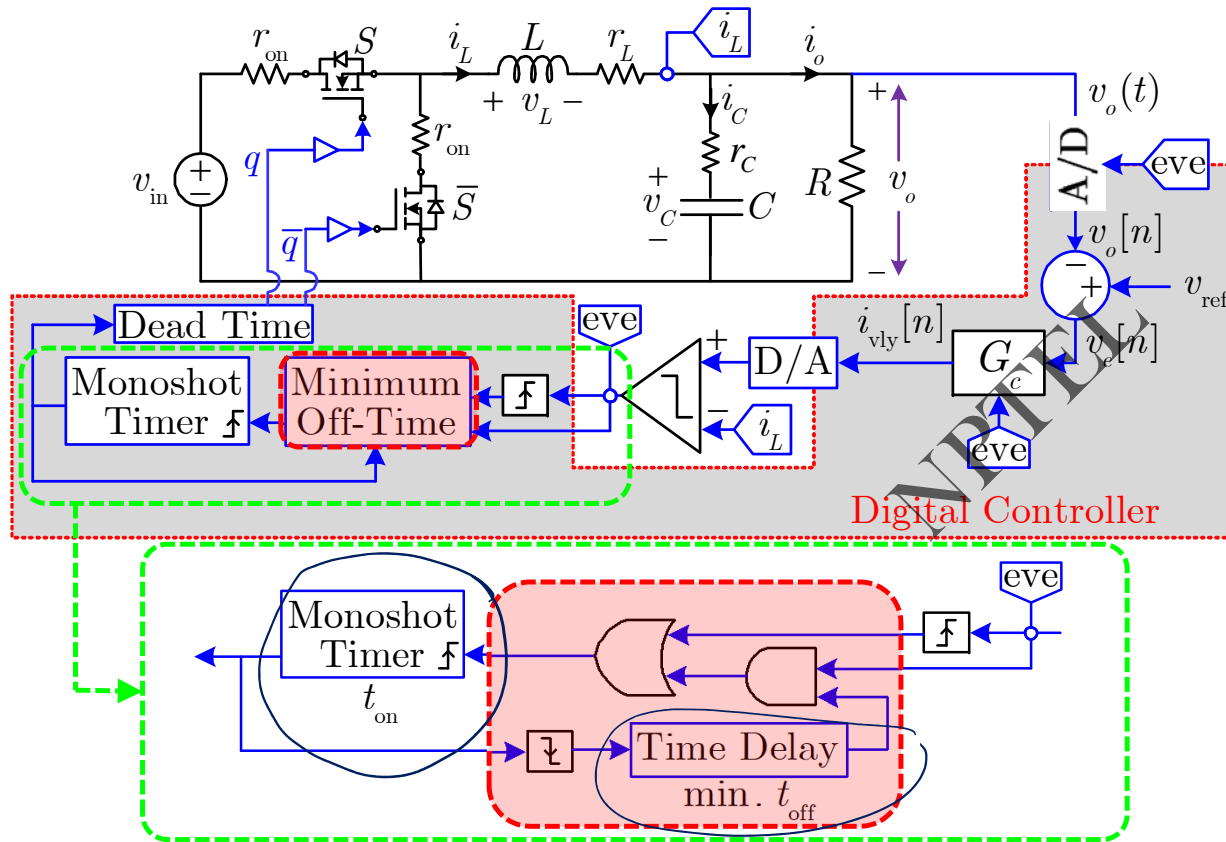 r_on
S
i_L
L
r_L
i_L
i_o
+ v_L −
i_C
+
v_o(t)
q
r_on
r_C
v_o
A/D
eve
v_in
+
−
S̅
+
v_C
−
C
R
q̅
−
v_o[n]
−
+
v_ref
Dead Time
eve
i_vly[n]
v_e[n]
+
D/A
G_c
Monoshot
Timer
Minimum
Off-Time
−
i_L
eve
NPTEL
Digital Controller
eve
Monoshot
Timer
t_on
Time Delay
min. t_off